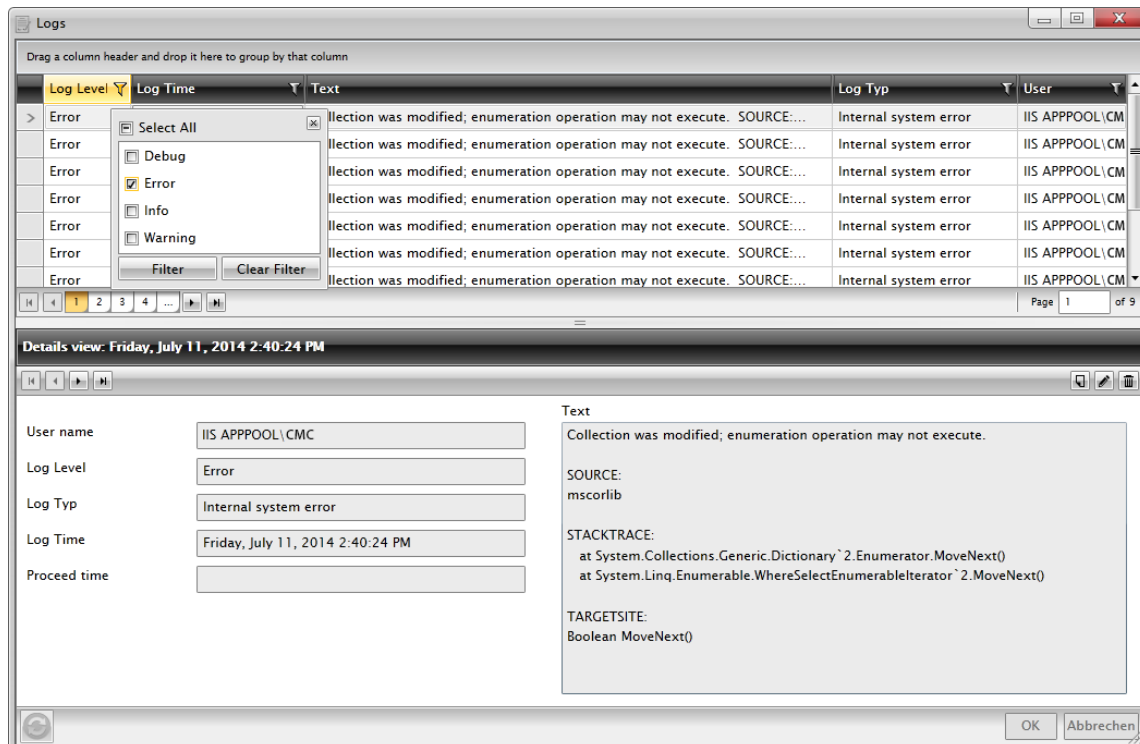 Logs
Drag a column header and drop it here to group by that column
Log Level Log Time Text Log Typ User
Error llection was modified; enumeration operation may not execute. SOURCE:... Internal system error IIS APPPOOL\CM
Select All
Error llection was modified; enumeration operation may not execute. SOURCE:... Internal system error IIS APPPOOL\CM
Debug
Error llection was modified; enumeration operation may not execute. SOURCE:... Internal system error IIS APPPOOL\CM
Error
Error llection was modified; enumeration operation may not execute. SOURCE:... Internal system error IIS APPPOOL\CM
Info
Error llection was modified; enumeration operation may not execute. SOURCE:... Internal system error IIS APPPOOL\CM
Warning
Error llection was modified; enumeration operation may not execute. SOURCE:... Internal system error IIS APPPOOL\CM
Filter Clear Filter
Error llection was modified; enumeration operation may not execute. SOURCE:... Internal system error IIS APPPOOL\CM
1 2 3 4 ... Page 1 of 9
Details view: Friday, July 11, 2014 2:40:24 PM
User name IIS APPPOOL\CMC
Log Level Error
Log Typ Internal system error
Log Time Friday, July 11, 2014 2:40:24 PM
Proceed time
Text
Collection was modified; enumeration operation may not execute.
SOURCE:
mscorlib
STACKTRACE:
at System.Collections.Generic.Dictionary`2.Enumerator.MoveNext()
at System.Linq.Enumerable.WhereSelectEnumerableIterator`2.MoveNext()
TARGETSITE:
Boolean MoveNext()
OK Abbrechen